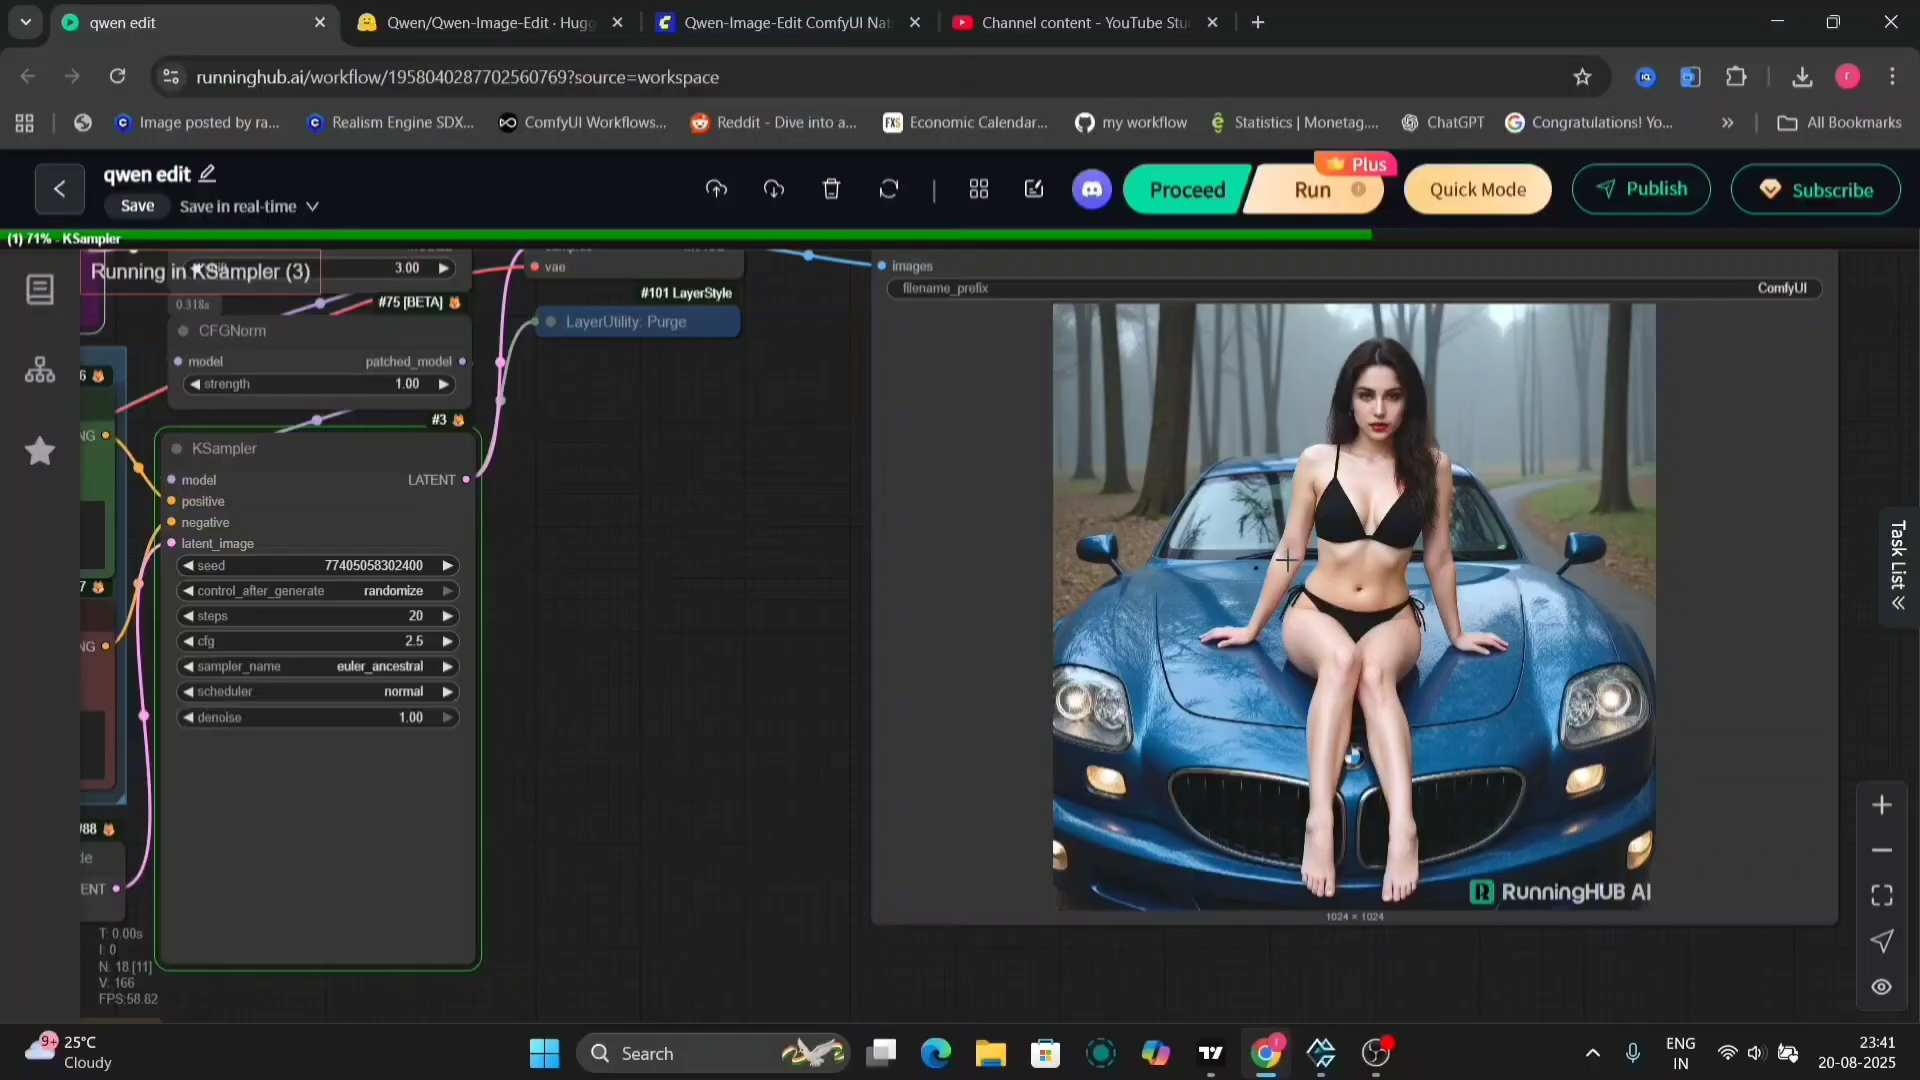 qwen edit
Qwen/Qwen-Image-Edit · Hugg
Qwen-Image-Edit ComfyUI Nat
Channel content - YouTube Stu
runninghub.ai/workflow/1958040287702560769?source=workspace
Image posted by ra...
Realism Engine SDX...
ComfyUI Workflows...
Reddit - Dive into a...
FXS
Economic Calendar...
my workflow
Statistics | Monetag,...
ChatGPT
Congratulations! Yo...
All Bookmarks
qwen edit
Save
Save in real-time
Proceed
Run
Plus
Quick Mode
Publish
Subscribe
(1) 71% - KSampler
Running in KSampler (3)
3.00
0.318s
#75 [BETA]
CFGNorm
model
patched_model
strength
1.00
#3
KSampler
model
LATENT
positive
negative
latent_image
seed
77405058302400
control_after_generate
randomize
steps
20
cfg
2.5
sampler_name
euler_ancestral
scheduler
normal
denoise
1.00
vae
#101 LayerStyle
LayerUtility: Purge
images
filename_prefix
ComfyUI
RunningHUB AI
1024 × 1024
Task List
T: 0.00s
I: 0
N: 18 [11]
V: 166
FPS:58.82
25°C
Cloudy
Search
ENG
IN
23:41
20-08-2025